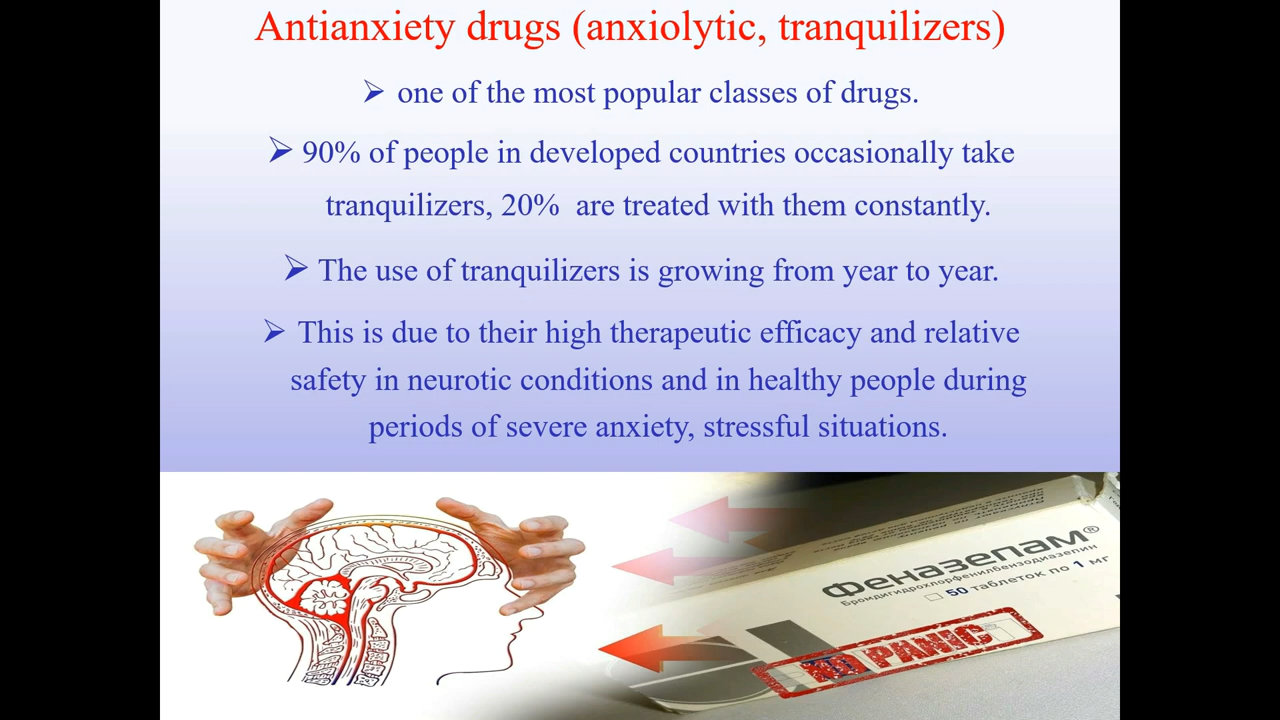 Antianxiety drugs (anxiolytic, tranquilizers)
➢ one of the most popular classes of drugs.
➢ 90% of people in developed countries occasionally take
tranquilizers, 20% are treated with them constantly.
➢ The use of tranquilizers is growing from year to year.
➢ This is due to their high therapeutic efficacy and relative
safety in neurotic conditions and in healthy people during
periods of severe anxiety, stressful situations.
феназепам®
Бромдигидрохлорфенилбензодиазепин
50 таблеток по 1 мг
NO PANIC